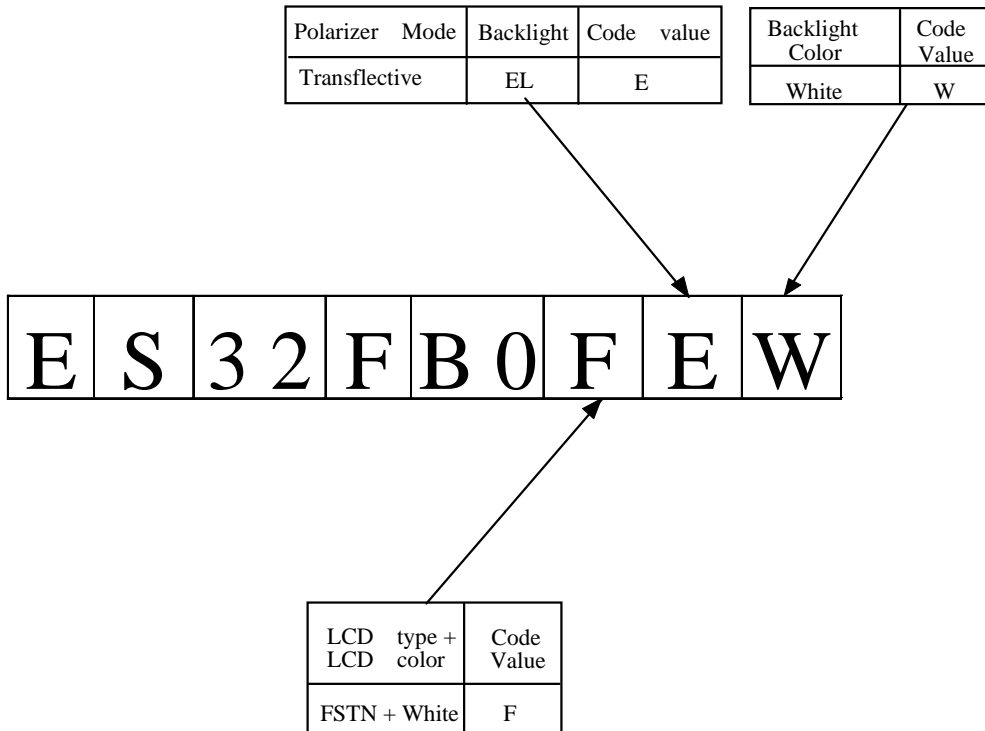 Polarizer Mode Backlight Code value
Transflective EL E
Backlight Color Code Value
White W
E S 3 2 F B 0 F E W
LCD type + LCD color Code Value
FSTN + White F